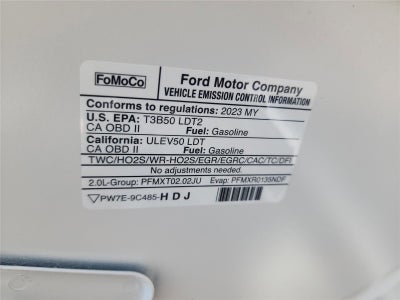 FoMoCo
Ford Motor Company
VEHICLE EMISSION CONTROL INFORMATION
Conforms to regulations: 2023 MY
U.S. EPA: T3B50 LDT2
CA OBD II Fuel: Gasoline
California: ULEV50 LDT
CA OBD II Fuel: Gasoline
TWC/HO2S/WR-HO2S/EGR/EGRC/CAC/TC/DFI
No adjustments needed.
2.0L-Group: PFMXT02.02JU Evap: PFMXR0135NDF
PW7E-9C485-HDJ